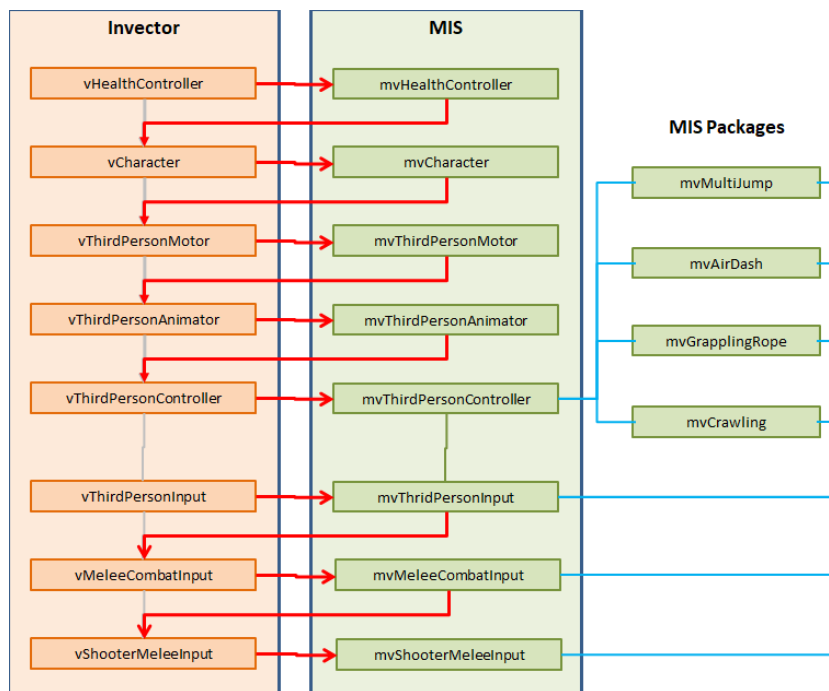 Invector
MIS
vHealthController
mvHealthController
MIS Packages
vCharacter
mvCharacter
mvMultiJump
vThirdPersonMotor
mvThirdPersonMotor
mvAirDash
vThirdPersonAnimator
mvThirdPersonAnimator
mvGrapplingRope
vThirdPersonController
mvThirdPersonController
mvCrawling
vThirdPersonInput
mvThridPersonInput
vMeleeCombatInput
mvMeleeCombatInput
vShooterMeleeInput
mvShooterMeleeInput